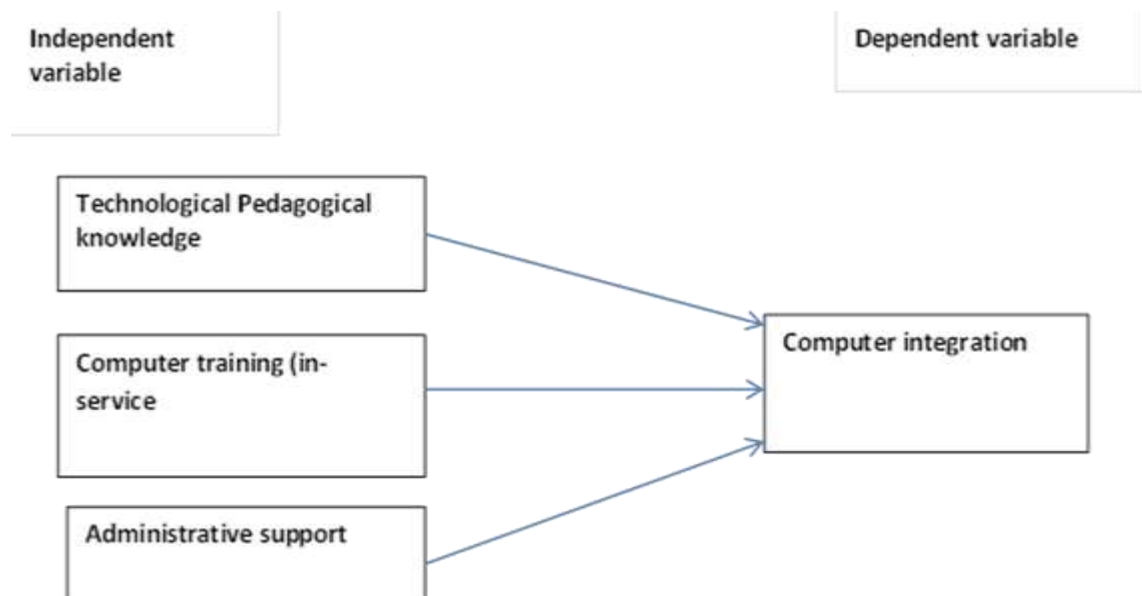 Independent
variable
Dependent variable
Technological Pedagogical
knowledge
Computer training (in-
service
Administrative support
Computer integration